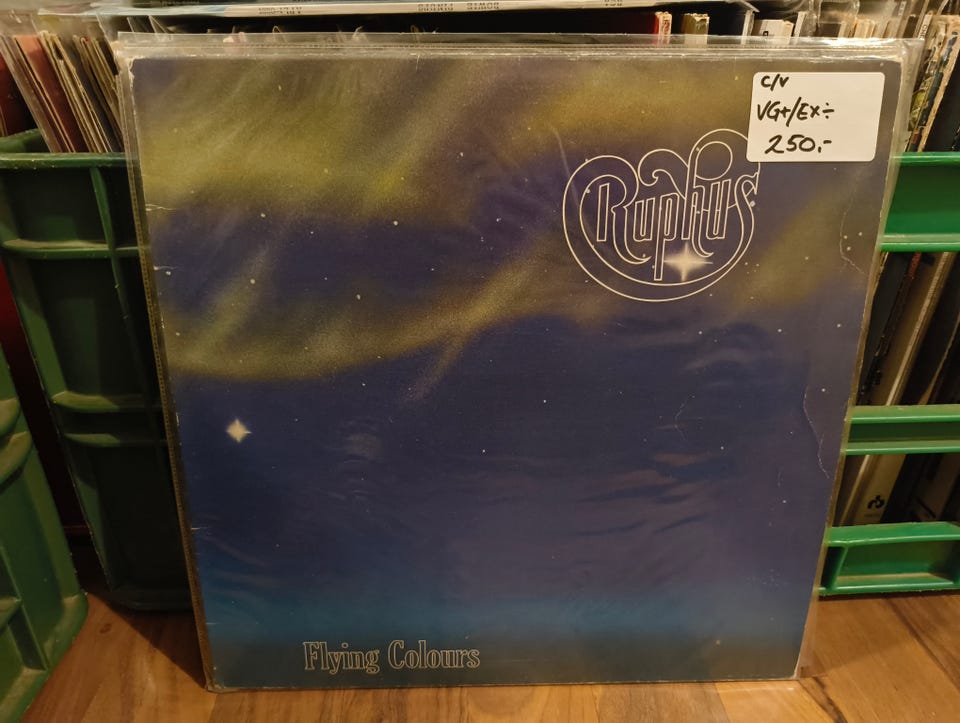 C/V
VG+/EX÷
250,-
Ruphus
Flying Colours